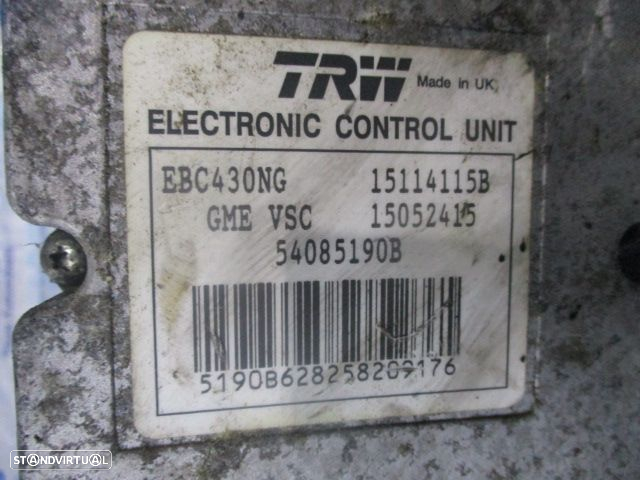 TRW Made in UK
ELECTRONIC CONTROL UNIT
EBC430NG 15114115B
GME VSC 15052415
54085190B
5190B628258209176
STANDVIRTUAL